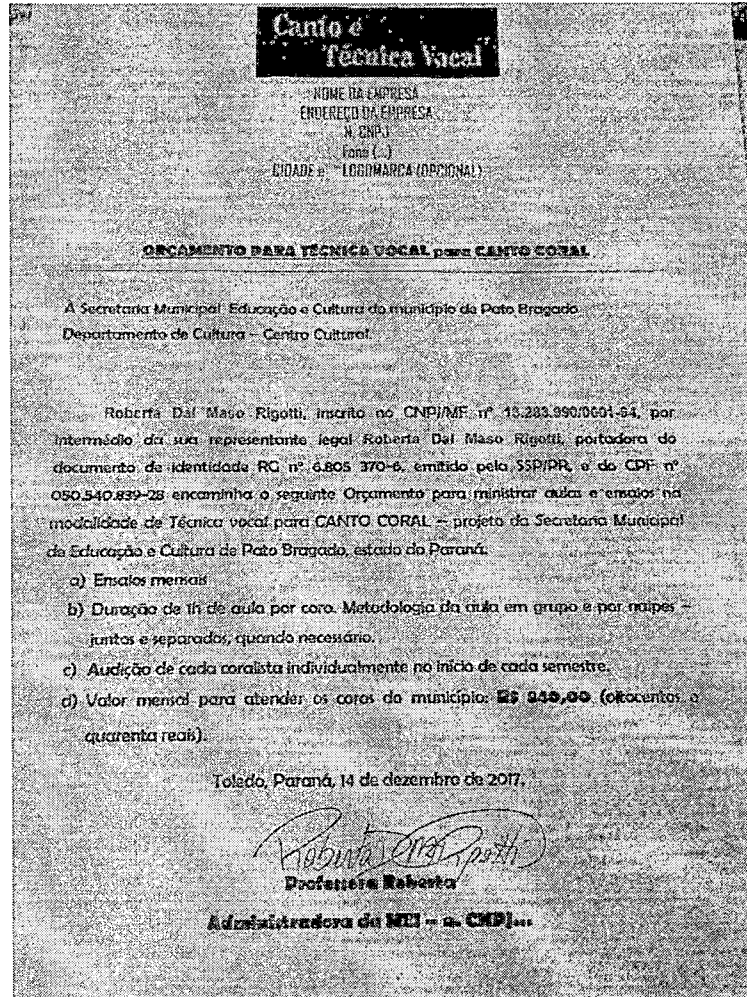 Canto e
Técnica Vocal
NOME DA EMPRESA
ENDEREÇO DA EMPRESA
N. CNPJ
Fone (...)
CIDADE e LOGOMARCA (OPCIONAL)
ORÇAMENTO PARA TÉCNICA VOCAL para CANTO CORAL
A Secretaria Municipal Educação e Cultura do município de Pato Bragado
Departamento de Cultura – Centro Cultural.
Roberta Dal Maso Rigotti, inscrito no CNPJ/MF nº 13.283.990/0001-64, por
intermédio da sua representante legal Roberta Dal Maso Rigotti, portadora do
documento de identidade RG nº 6.805 370-6, emitido pela SSP/PR, e do CPF nº
050.540.839-28 encaminha o seguinte Orçamento para ministrar aulas e ensaios na
modalidade de Técnica vocal para CANTO CORAL – projeto da Secretaria Municipal
de Educação e Cultura de Pato Bragado, estado do Paraná:
a) Ensaios mensais
b) Duração de 1h de aula por coro. Metodologia da aula em grupo e por naipes –
juntos e separados, quando necessário.
c) Audição de cada coralista individualmente no início de cada semestre.
d) Valor mensal para atender os coros do município: R$ 840,00 (oitocentos e
quarenta reais).
Toledo, Paraná, 14 de dezembro de 2017.
Professora Roberta
Administradora da MEI – n. CNPJ...